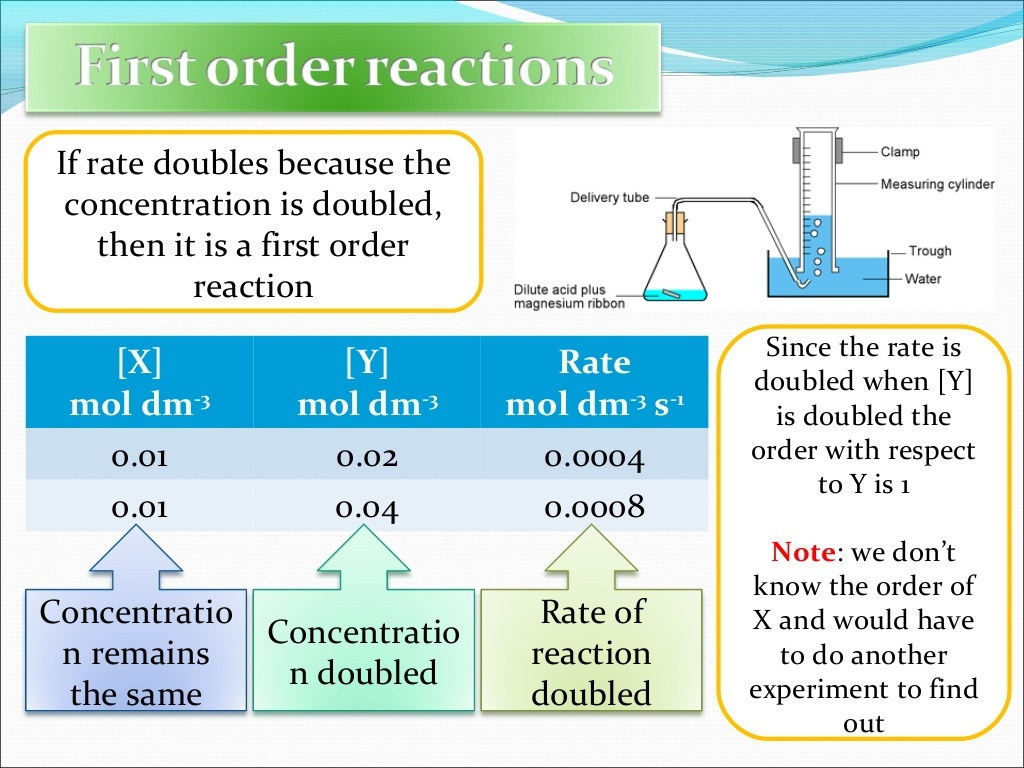 First order reactions
If rate doubles because the
concentration is doubled,
then it is a first order
reaction
Clamp
Measuring cylinder
Delivery tube
Trough
Water
Dilute acid plus
magnesium ribbon
[X] [Y] Rate
mol dm-3 mol dm-3 mol dm-3 s-1
0.01 0.02 0.0004
0.01 0.04 0.0008
Concentratio
n remains
the same
Concentratio
n doubled
Rate of
reaction
doubled
Since the rate is
doubled when [Y]
is doubled the
order with respect
to Y is 1
Note: we don’t
know the order of
X and would have
to do another
experiment to find
out